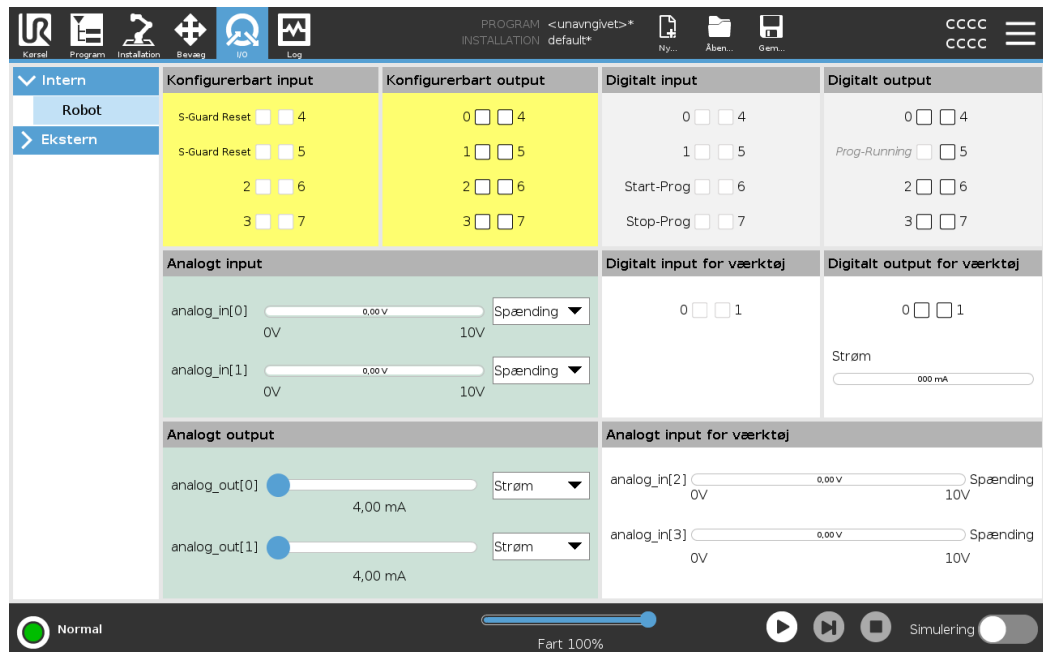 PROGRAM <unavngivet>*
INSTALLATION default*
UR
Kørsel Program Installation Bevæg I/O Log
Ny... Åben... Gem...
CCCC
CCCC
Intern
Robot
Ekstern
Konfigurerbart input
S-Guard Reset 4
S-Guard Reset 5
2 6
3 7
Konfigurerbart output
0 4
1 5
2 6
3 7
Digitalt input
0 4
1 5
Start-Prog 6
Stop-Prog 7
Digitalt output
0 4
Prog-Running 5
2 6
3 7
Analogt input
analog_in[0] 0,00 V Spænding
0V 10V
analog_in[1] 0,00 V Spænding
0V 10V
Digitalt input for værktøj
0 1
Digitalt output for værktøj
0 1
Strøm
000 mA
Analogt output
analog_out[0] Strøm
4,00 mA
analog_out[1] Strøm
4,00 mA
Analogt input for værktøj
analog_in[2] 0,00 V Spænding
0V 10V
analog_in[3] 0,00 V Spænding
0V 10V
Normal
Fart 100%
Simulering